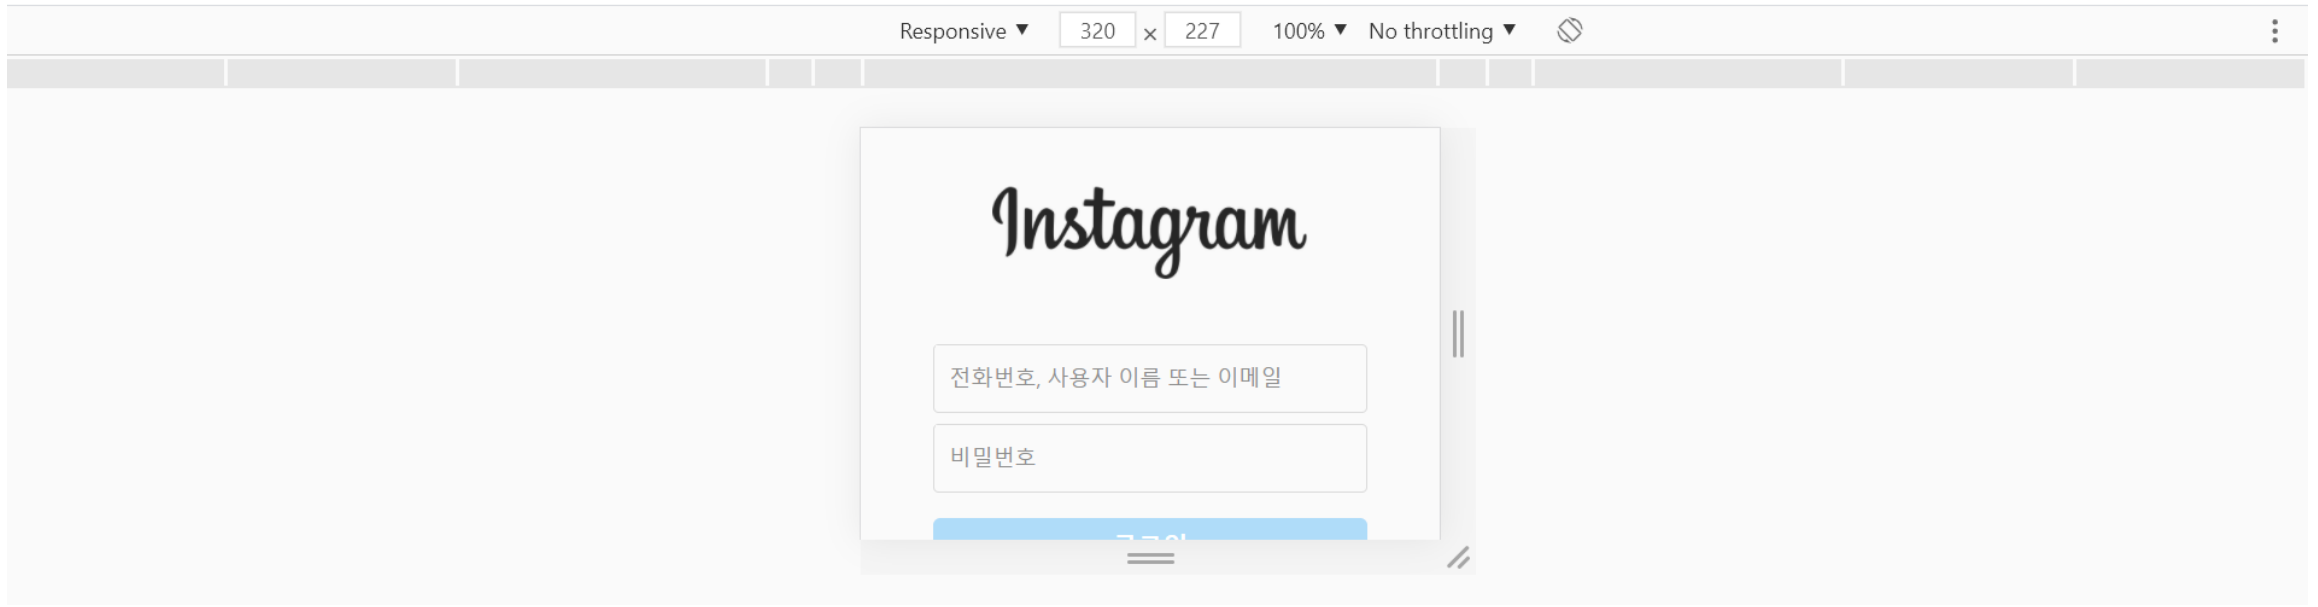 Responsive ▼ 320 × 227 100% ▼ No throttling ▼
Instagram
전화번호, 사용자 이름 또는 이메일
비밀번호